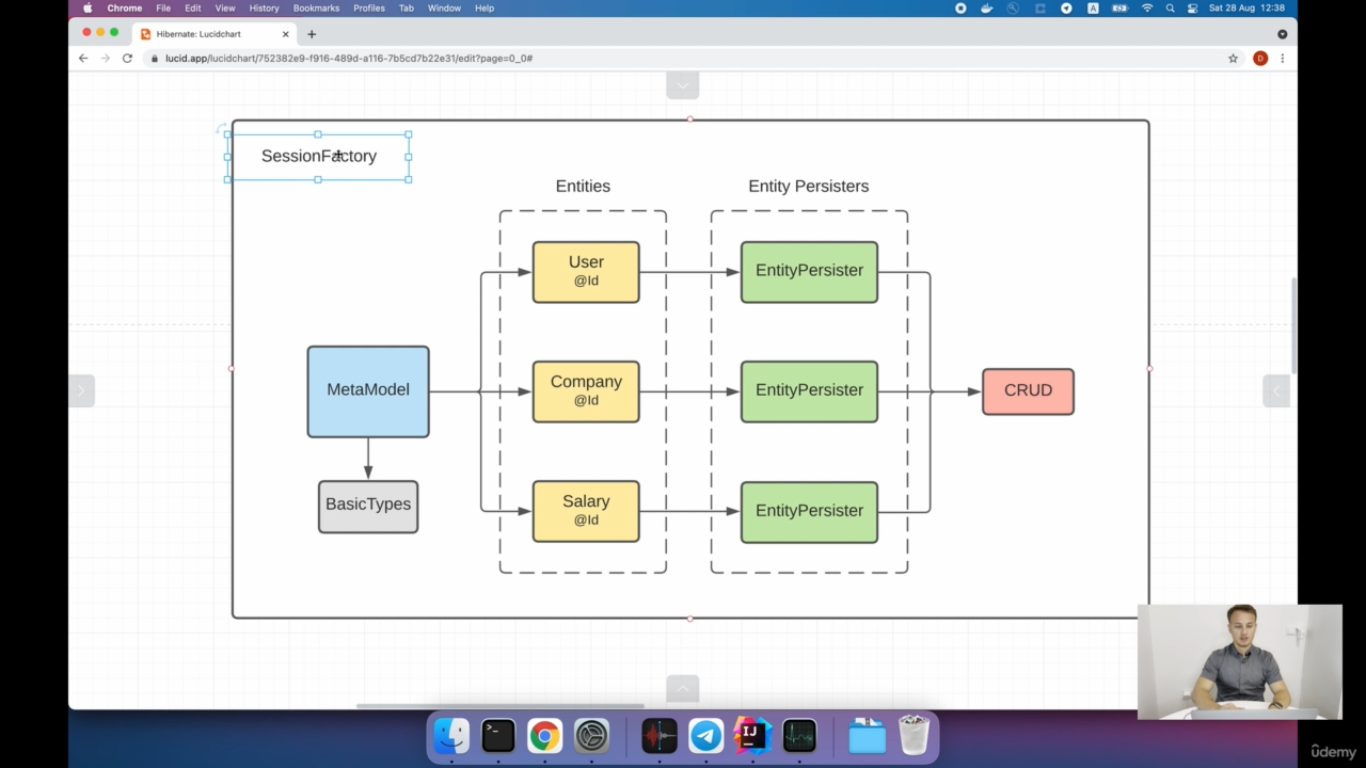 Chrome File Edit View History Bookmarks Profiles Tab Window Help
A
Sat 28 Aug 12:38
Hibernate: Lucidchart
lucid.app/lucidchart/752382e9-f916-489d-a116-7b5cd7b22e31/edit?page=0_0#
D
SessionFactory
Entities
Entity Persisters
User
@Id
EntityPersister
MetaModel
Company
@Id
EntityPersister
CRUD
BasicTypes
Salary
@Id
EntityPersister
IJ
ûdemy